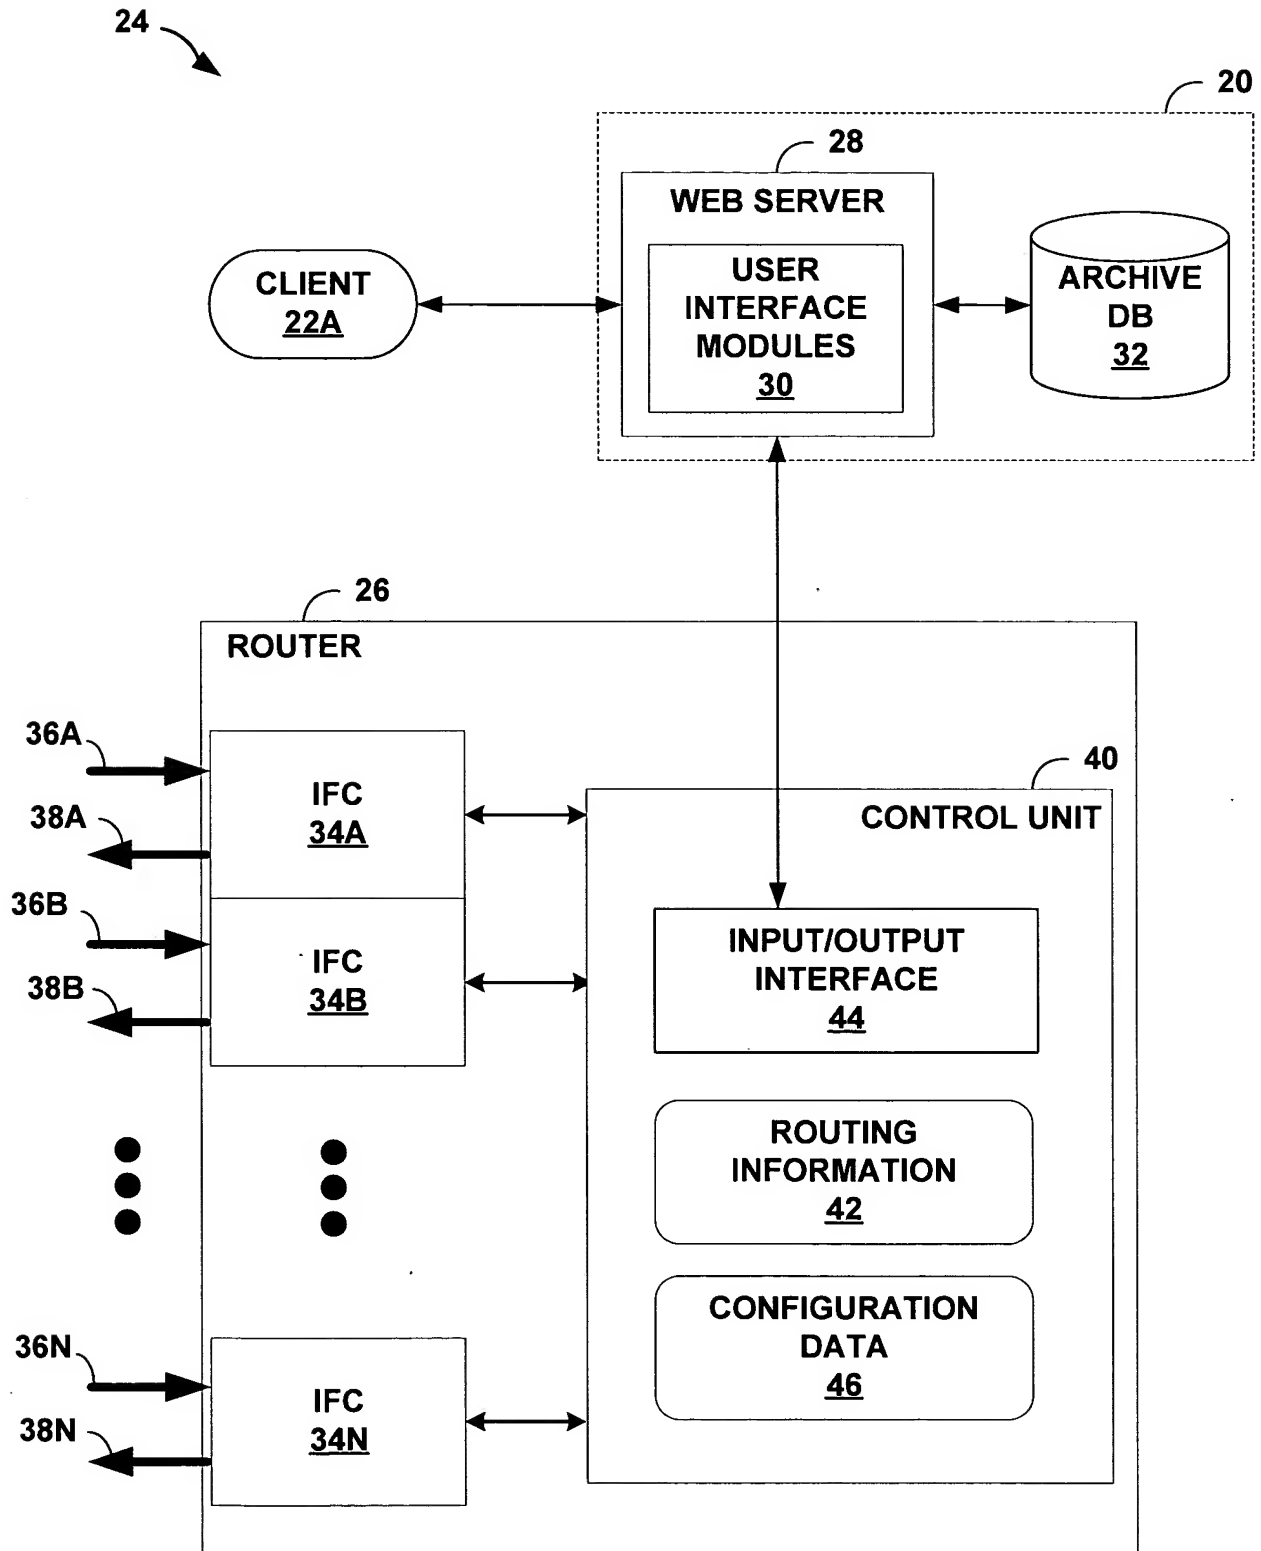 24
20
28
WEB SERVER
USER
INTERFACE
MODULES
30
ARCHIVE
DB
32
CLIENT
22A
26
ROUTER
36A
38A
36B
38B
IFC
34A
IFC
34B
40
CONTROL UNIT
INPUT/OUTPUT
INTERFACE
44
ROUTING
INFORMATION
42
CONFIGURATION
DATA
46
36N
38N
IFC
34N